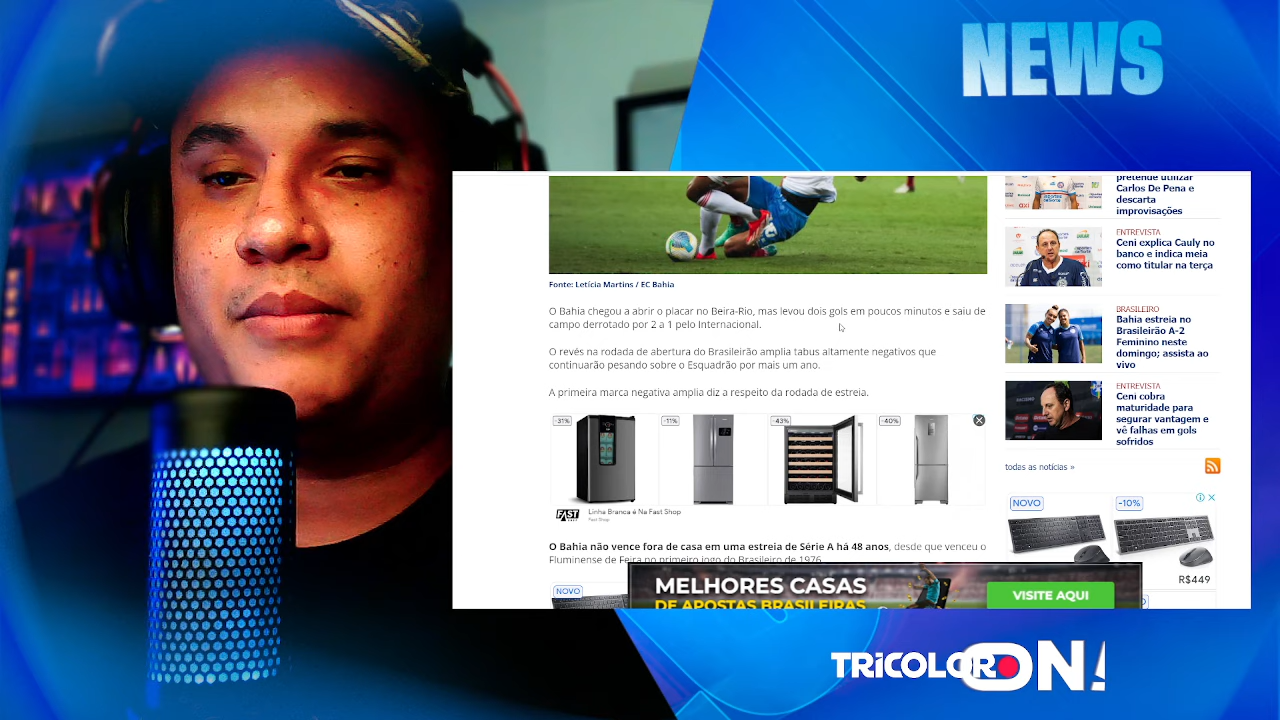 NEWS
pretende utilizar
Carlos De Pena e
descarta
improvisações
ENTREVISTA
Ceni explica Cauly no
banco e indica meia
como titular na terça
BRASILEIRO
Bahia estreia no
Brasileirão A-2
Feminino neste
domingo; assista ao
vivo
ENTREVISTA
Ceni cobra
maturidade para
segurar vantagem e
vê falhas em gols
sofridos
todas as notícias »
Fonte: Letícia Martins / EC Bahia
O Bahia chegou a abrir o placar no Beira-Rio, mas levou dois gols em poucos minutos e saiu de
campo derrotado por 2 a 1 pelo Internacional.
O revés na rodada de abertura do Brasileirão amplia tabus altamente negativos que
continuarão pesando sobre o Esquadrão por mais um ano.
A primeira marca negativa amplia diz a respeito da rodada de estreia.
-31%
-11%
-43%
-40%
FAST
Linha Branca é Na Fast Shop
Fast Shop
NOVO
-10%
R$449
O Bahia não vence fora de casa em uma estreia de Série A há 48 anos, desde que venceu o
Fluminense de Feira no primeiro jogo do Brasileiro de 1976.
NOVO
MELHORES CASAS
DE APOSTAS BRASILEIRAS
VISITE AQUI
TRICOLOR ON!